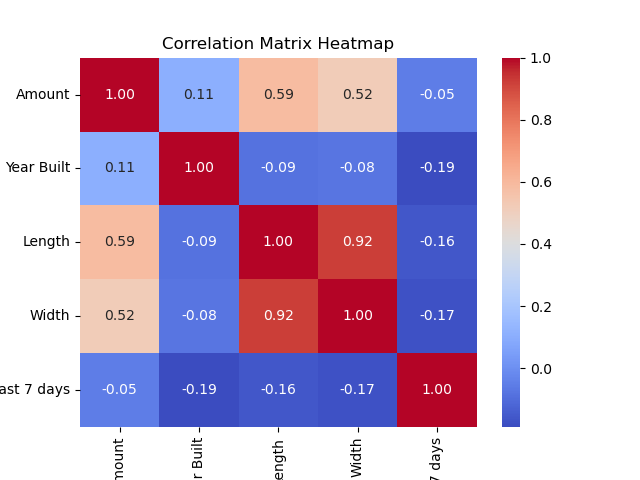 Correlation Matrix Heatmap
Amount 1.00 0.11 0.59 0.52 -0.05
Year Built 0.11 1.00 -0.09 -0.08 -0.19
Length 0.59 -0.09 1.00 0.92 -0.16
Width 0.52 -0.08 0.92 1.00 -0.17
ast 7 days -0.05 -0.19 -0.16 -0.17 1.00
mount
r Built
ength
Width
7 days
1.0
0.8
0.6
0.4
0.2
0.0